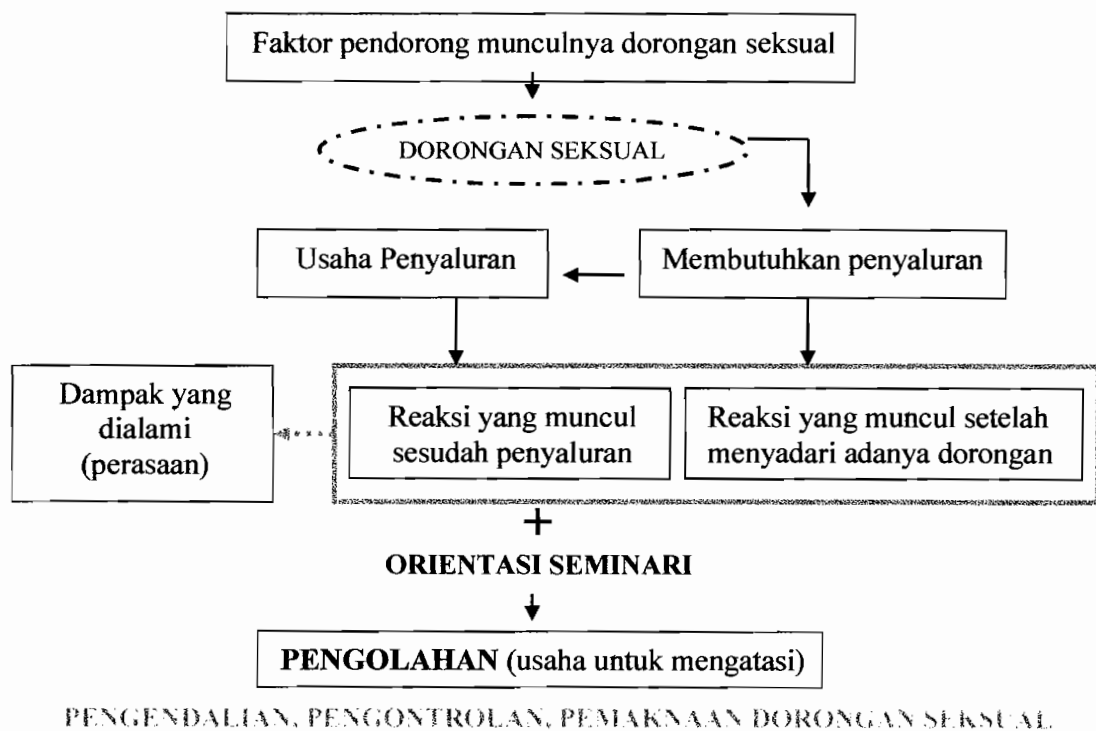 Faktor pendorong munculnya dorongan seksual
DORONGAN SEKSUAL
Usaha Penyaluran
Membutuhkan penyaluran
Dampak yang
dialami
(perasaan)
Reaksi yang muncul
sesudah penyaluran
Reaksi yang muncul setelah
menyadari adanya dorongan
+
ORIENTASI SEMINARI
PENGOLAHAN (usaha untuk mengatasi)
PENGENDALIAN, PENGONTROLAN, PEMAKNAAN DORONGAN SEKSUAL